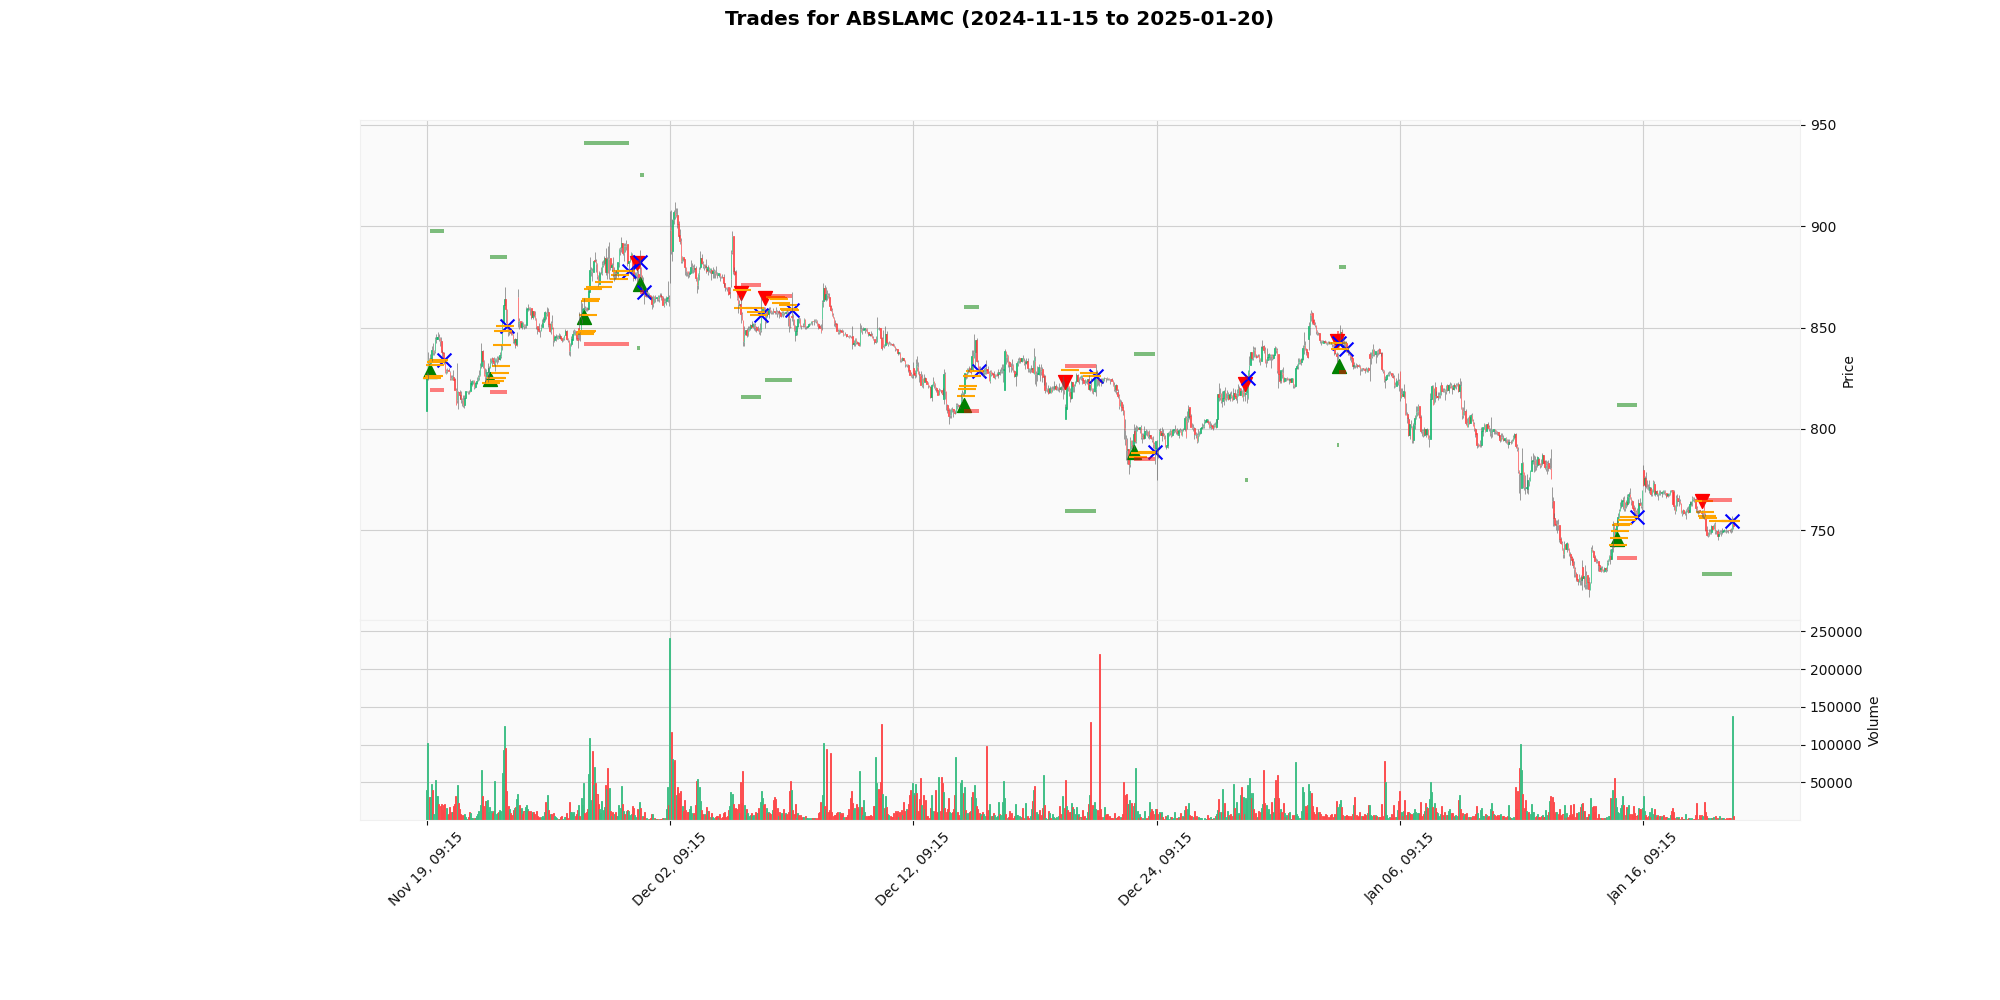 Trades for ABSLAMC (2024-11-15 to 2025-01-20)
950
900
850
800
750
Price
250000
200000
150000
100000
50000
Volume
Nov 19, 09:15
Dec 02, 09:15
Dec 12, 09:15
Dec 24, 09:15
Jan 06, 09:15
Jan 16, 09:15